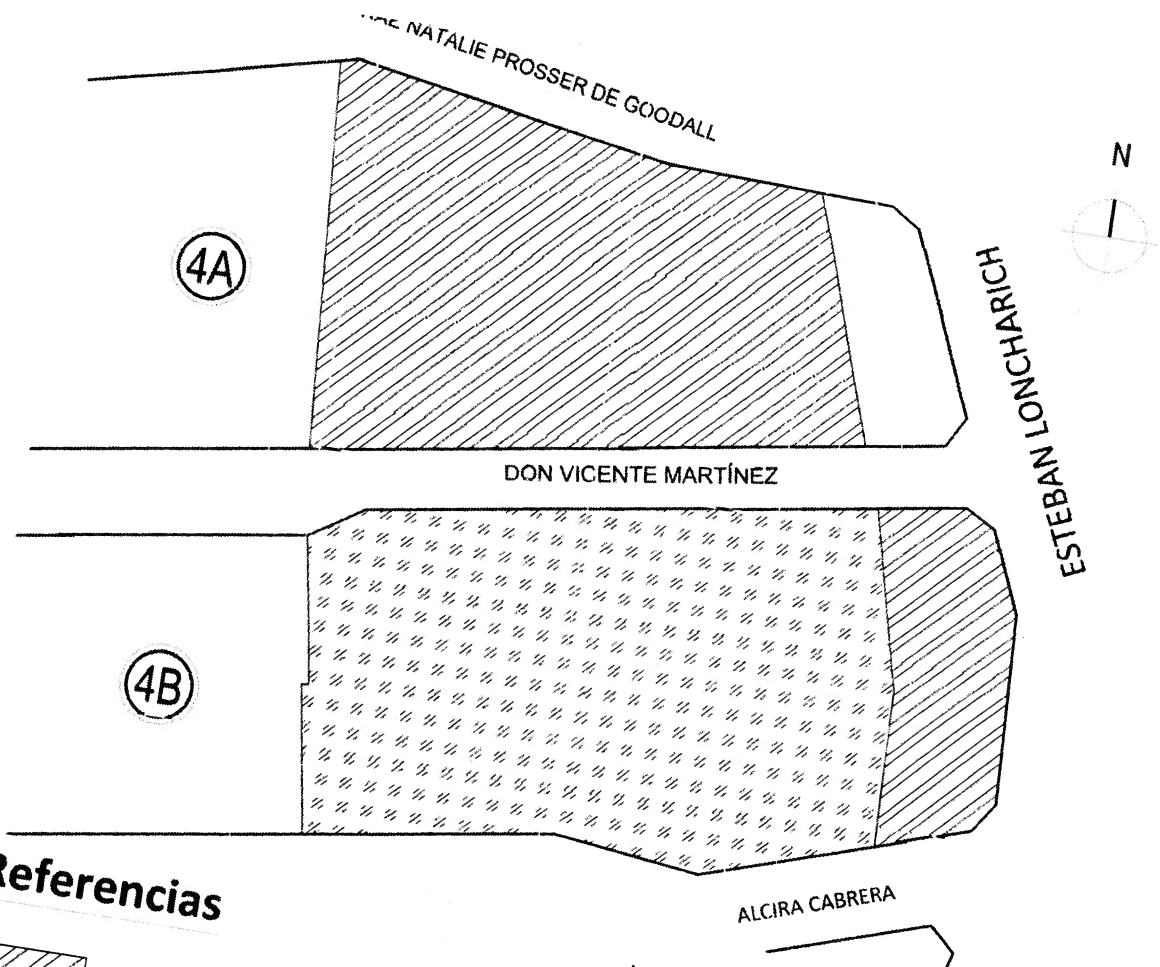 NATALIE PROSSER DE GOODALL
N
4A
ESTEBAN LONCHARICH
DON VICENTE MARTÍNEZ
4B
Referencias
ALCIRA CABRERA